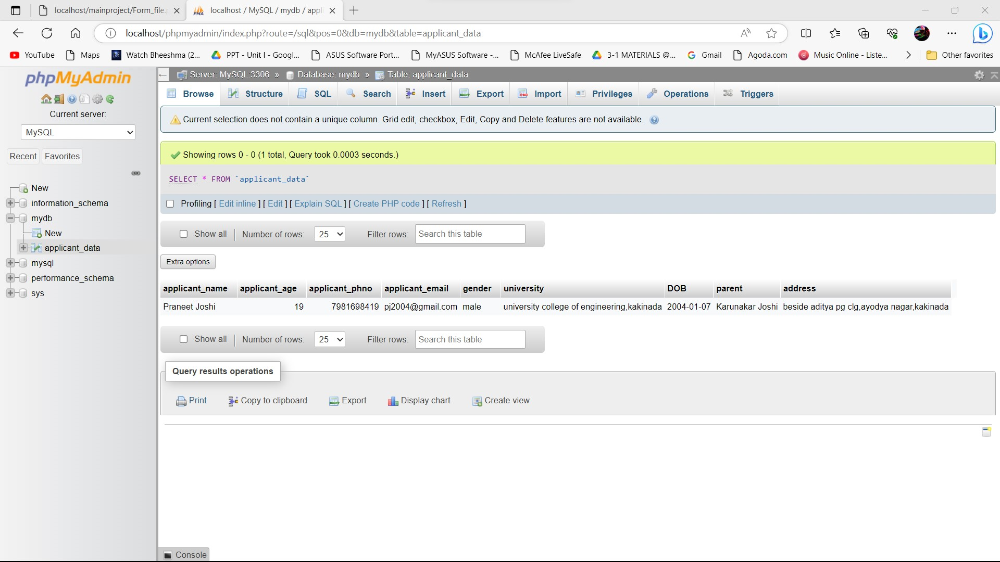 localhost/mainproject/Form_file.
localhost / MySQL / mydb / appl
localhost/phpmyadmin/index.php?route=/sql&pos=0&db=mydb&table=applicant_data
YouTube Maps Watch Bheeshma (2... PPT - Unit I - Googl... ASUS Software Port... MyASUS Software -... McAfee LiveSafe 3-1 MATERIALS @... Gmail Agoda.com Music Online - Liste... Other favorites
phpMyAdmin
Current server:
MySQL
Recent Favorites
New
information_schema
mydb
New
applicant_data
mysql
performance_schema
sys
Server: MySQL:3306 » Database: mydb » Table: applicant_data
Browse Structure SQL Search Insert Export Import Privileges Operations Triggers
Current selection does not contain a unique column. Grid edit, checkbox, Edit, Copy and Delete features are not available.
Showing rows 0 - 0 (1 total, Query took 0.0003 seconds.)
SELECT * FROM `applicant_data`
Profiling [ Edit inline ] [ Edit ] [ Explain SQL ] [ Create PHP code ] [ Refresh ]
Show all Number of rows: 25 Filter rows: Search this table
Extra options
applicant_name applicant_age applicant_phno applicant_email gender university DOB parent address
Praneet Joshi 19 7981698419 pj2004@gmail.com male university college of engineering,kakinada 2004-01-07 Karunakar Joshi beside aditya pg clg,ayodya nagar,kakinada
Show all Number of rows: 25 Filter rows: Search this table
Query results operations
Print Copy to clipboard Export Display chart Create view
Console